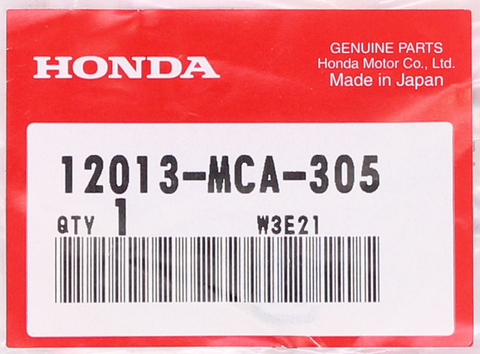 HONDA
GENUINE PARTS
Honda Motor Co., Ltd.
Made in Japan
12013-MCA-305
QTY 1 W3E21